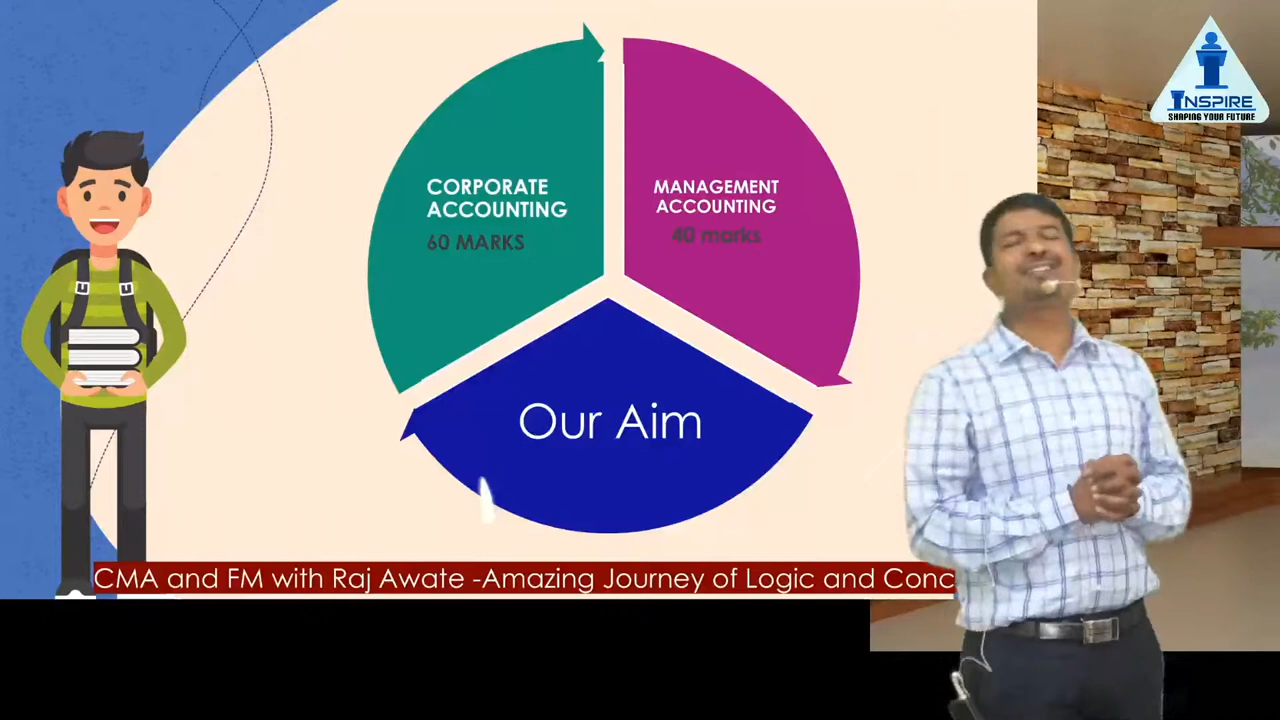 CORPORATE
ACCOUNTING
60 MARKS
MANAGEMENT
ACCOUNTING
40 marks
Our Aim
CMA and FM with Raj Awate -Amazing Journey of Logic and Conc
INSPIRE
SHAPING YOUR FUTURE